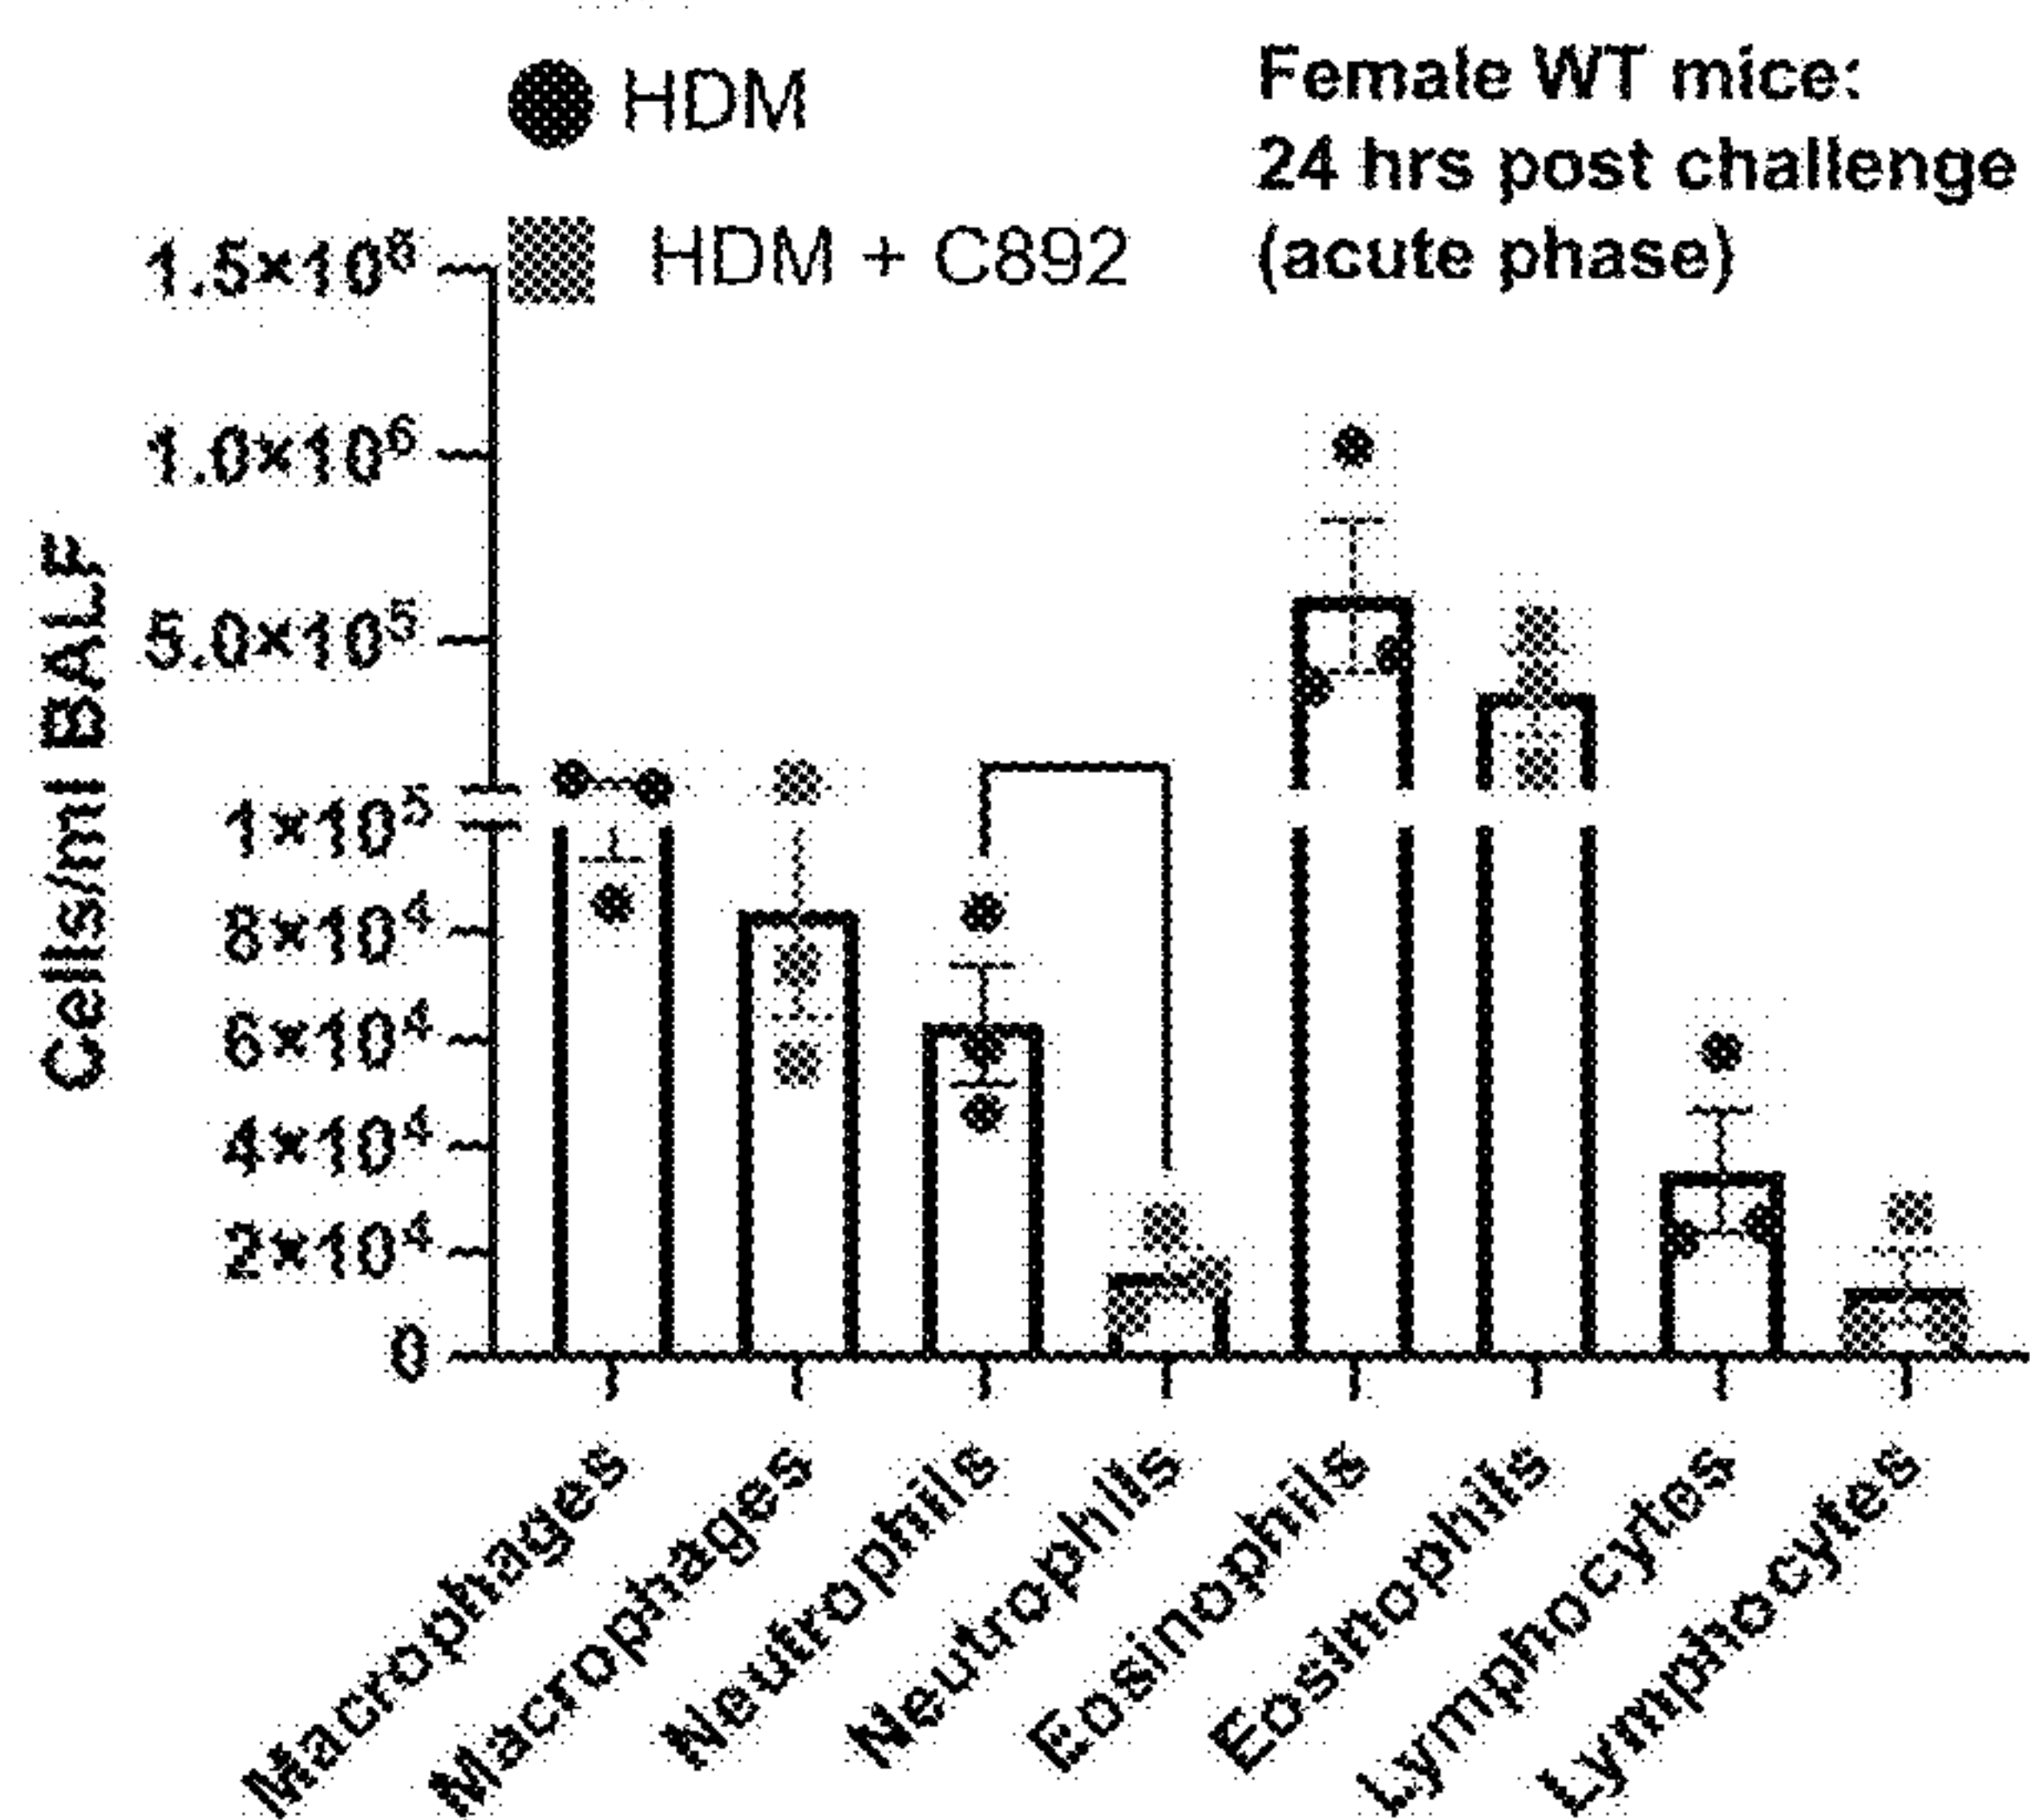 HDM
HDM + C892
Female WT mice:
24 hrs post challenge
(acute phase)
Cells/ml BALF
1.5×10⁶
1.0×10⁶
5.0×10⁵
1×10⁵
8×10⁴
6×10⁴
4×10⁴
2×10⁴
0
Macrophages
Macrophages
Neutrophils
Neutrophils
Eosinophils
Eosinophils
Lymphocytes
Lymphocytes